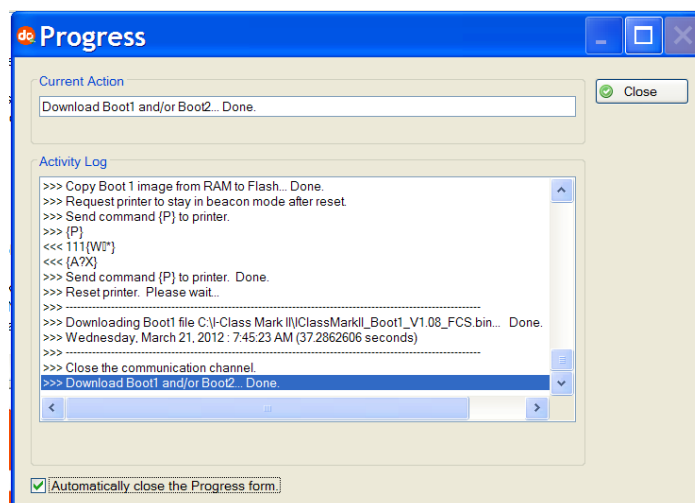 do Progress
Current Action
Close
Download Boot1 and/or Boot2... Done.
Activity Log
>>> Copy Boot 1 image from RAM to Flash... Done.
>>> Request printer to stay in beacon mode after reset.
>>> Send command {P} to printer.
>>> {P}
<<< 111{W▯*}
<<< {A?X}
>>> Send command {P} to printer.  Done.
>>> Reset printer.  Please wait...
>>> ------------------------------------------------------------------------------------------
>>> Downloading Boot1 file C:\I-Class Mark II\IClassMarkII_Boot1_V1.08_FCS.bin...   Done.
>>> Wednesday, March 21, 2012 : 7:45:23 AM (37.2862606 seconds)
>>> ------------------------------------------------------------------------------------------
>>> Close the communication channel.
>>> Download Boot1 and/or Boot2... Done.
Automatically close the Progress form.